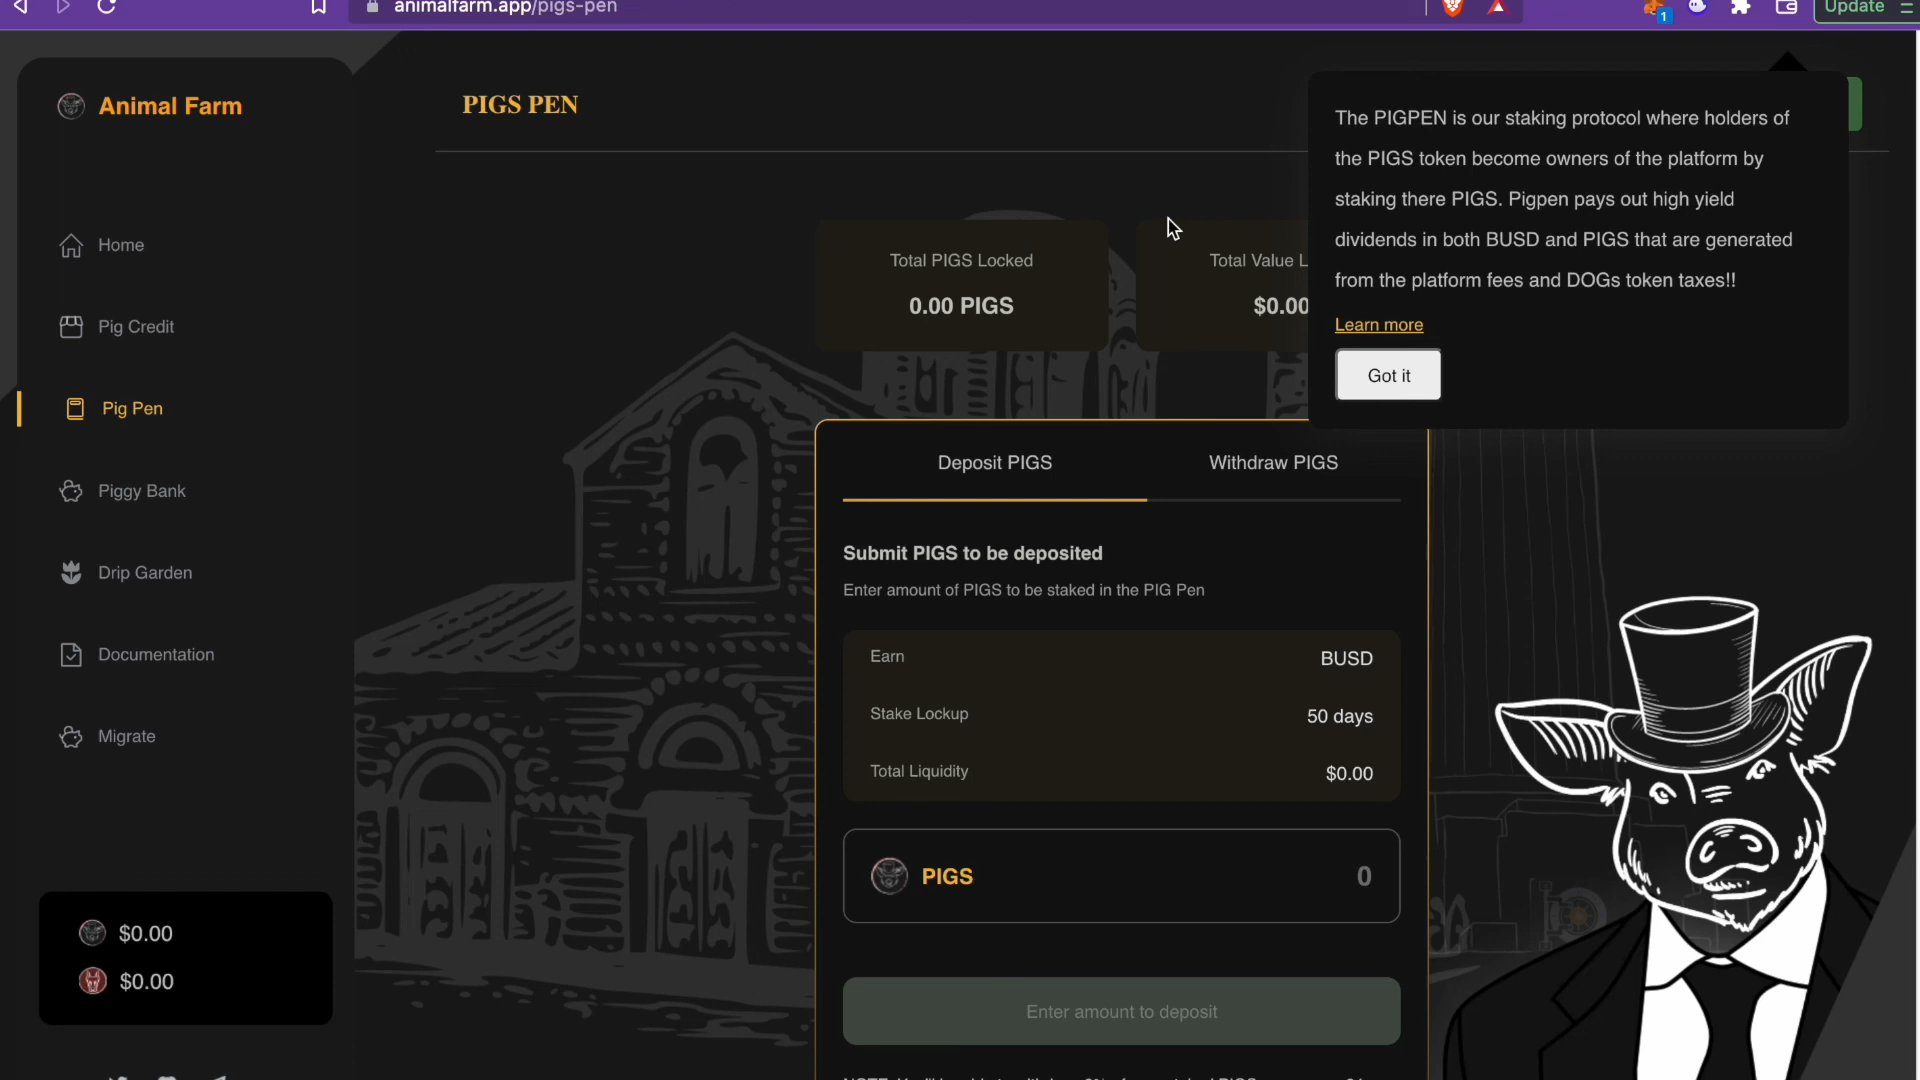 animalfarm.app/pigs-pen
1
Update
Animal Farm
PIGS PEN
The PIGPEN is our staking protocol where holders of
the PIGS token become owners of the platform by
staking there PIGS. Pigpen pays out high yield
dividends in both BUSD and PIGS that are generated
from the platform fees and DOGs token taxes!!
Learn more
Got it
Home
Pig Credit
Pig Pen
Piggy Bank
Drip Garden
Documentation
Migrate
$0.00
$0.00
Total PIGS Locked
0.00 PIGS
Total Value L
$0.00
Deposit PIGS
Withdraw PIGS
Submit PIGS to be deposited
Enter amount of PIGS to be staked in the PIG Pen
Earn BUSD
Stake Lockup 50 days
Total Liquidity $0.00
PIGS 0
Enter amount to deposit